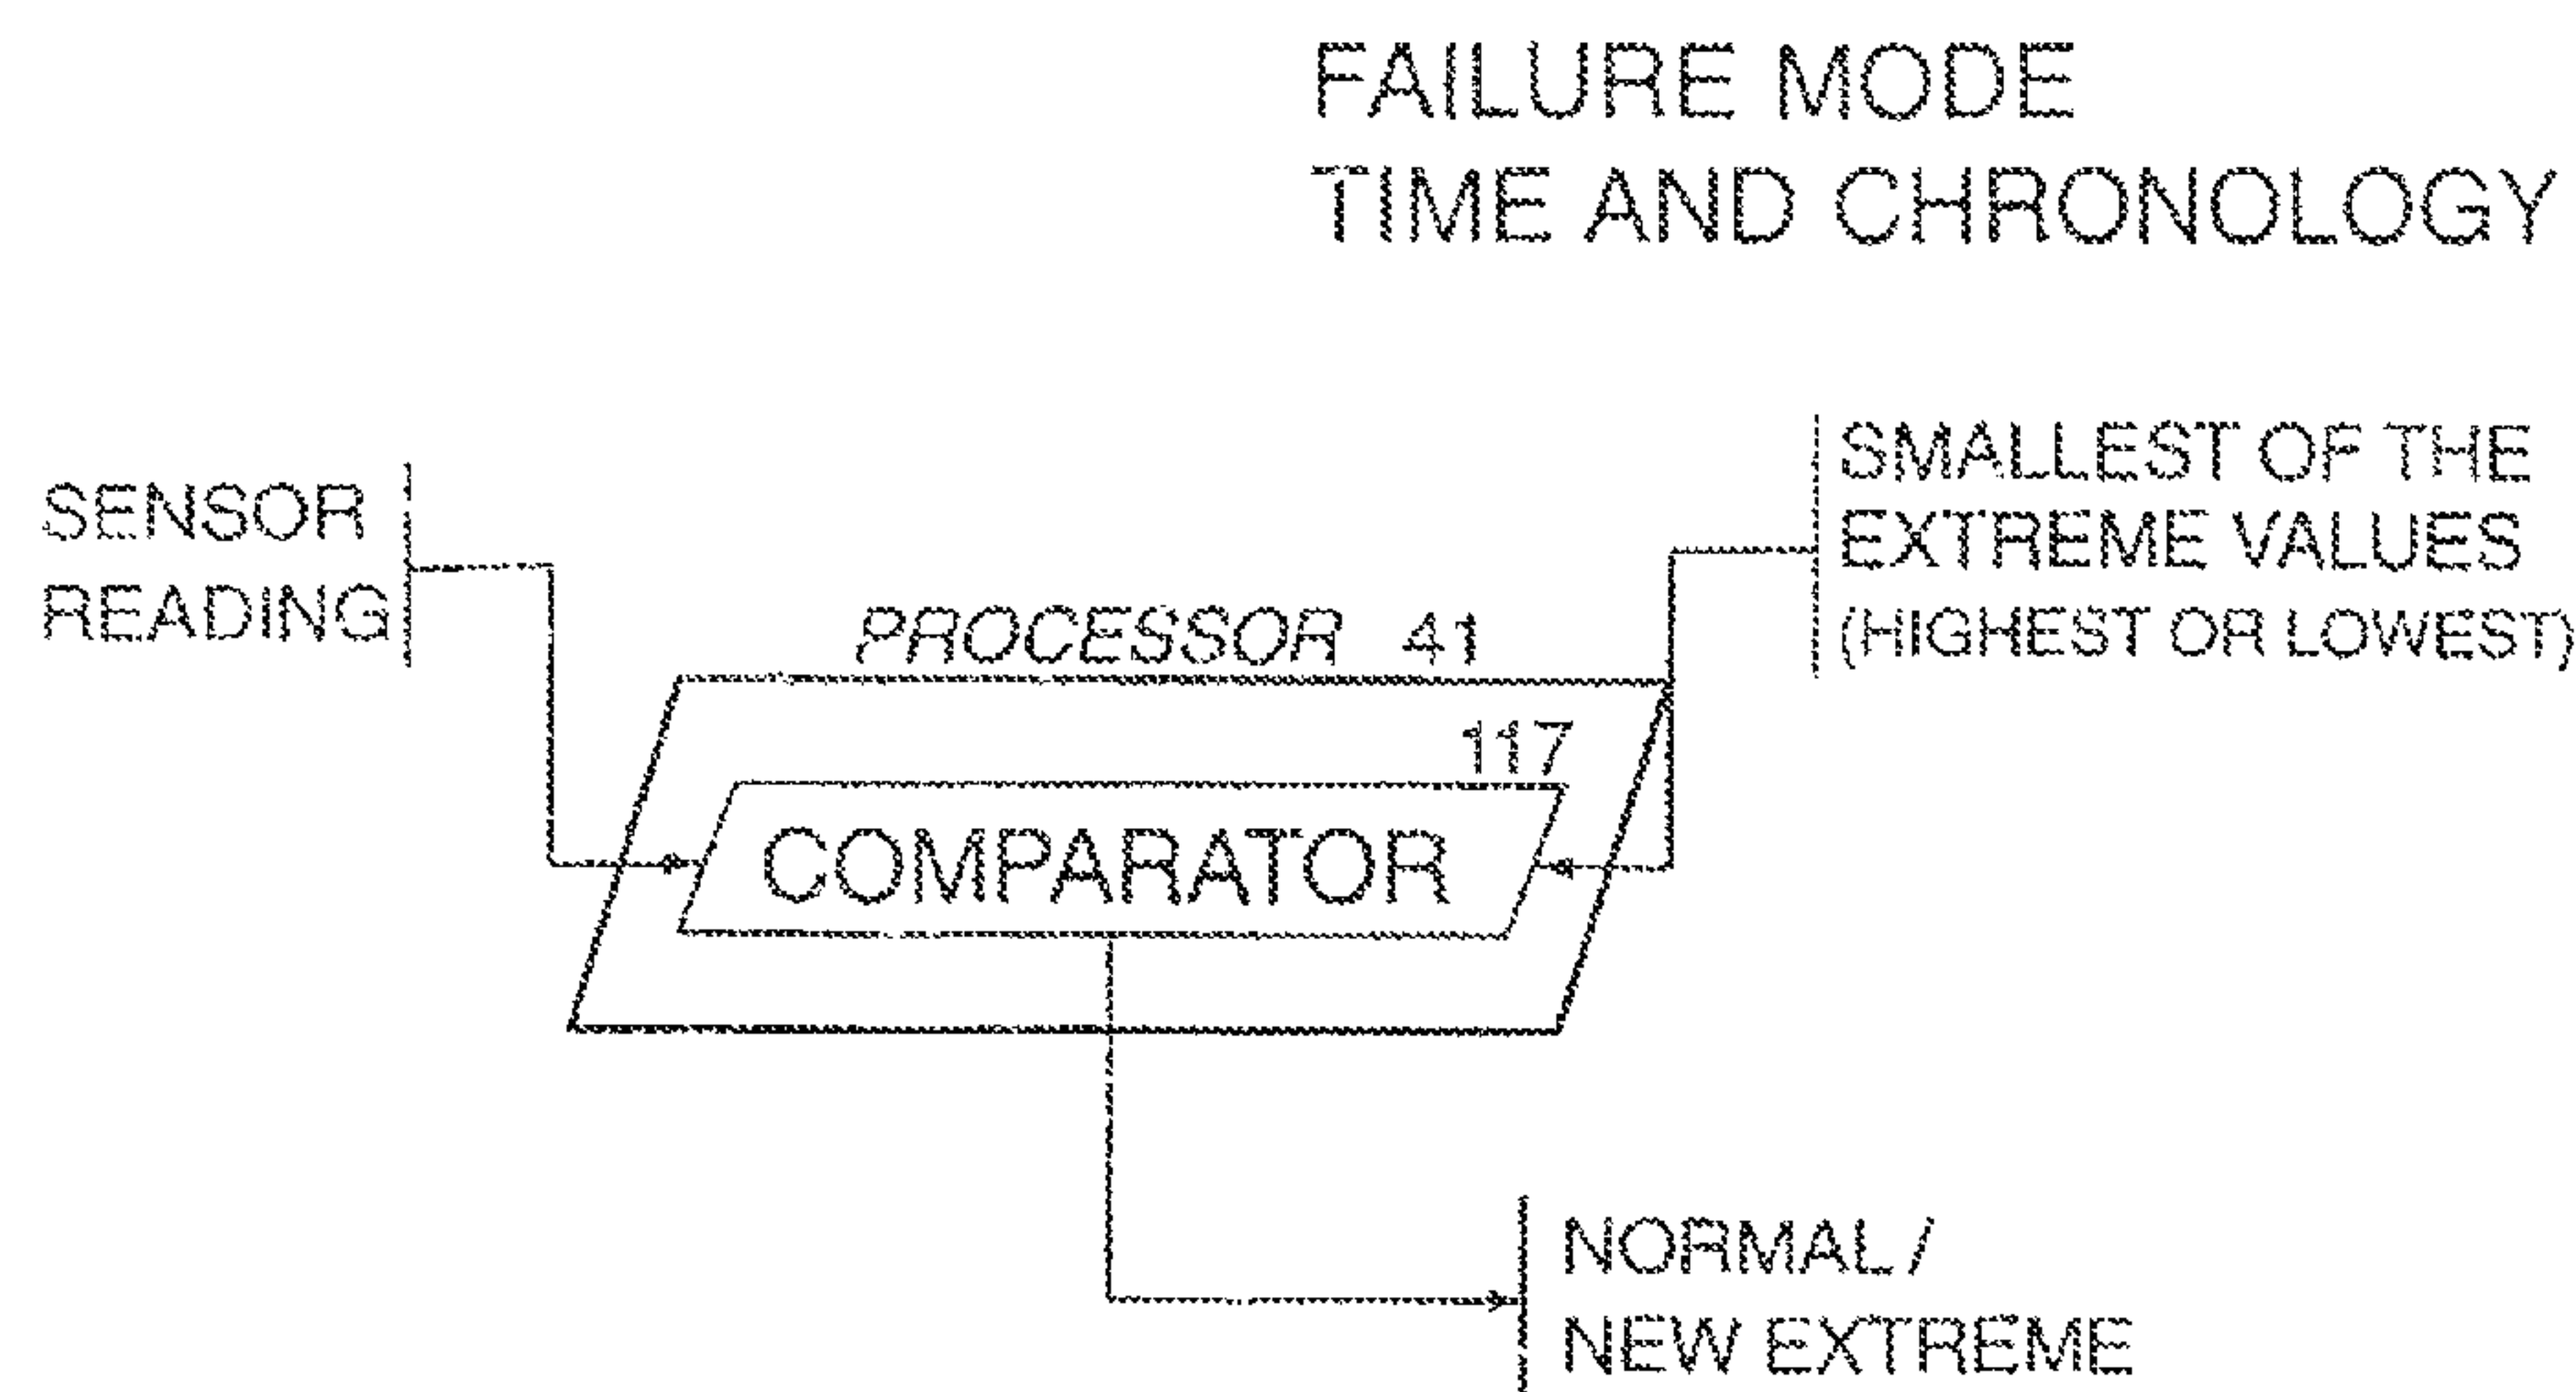 FAILURE MODE
TIME AND CHRONOLOGY
SENSOR
READING
SMALLEST OF THE
EXTREME VALUES
(HIGHEST OR LOWEST)
PROCESSOR 41
117
COMPARATOR
NORMAL /
NEW EXTREME